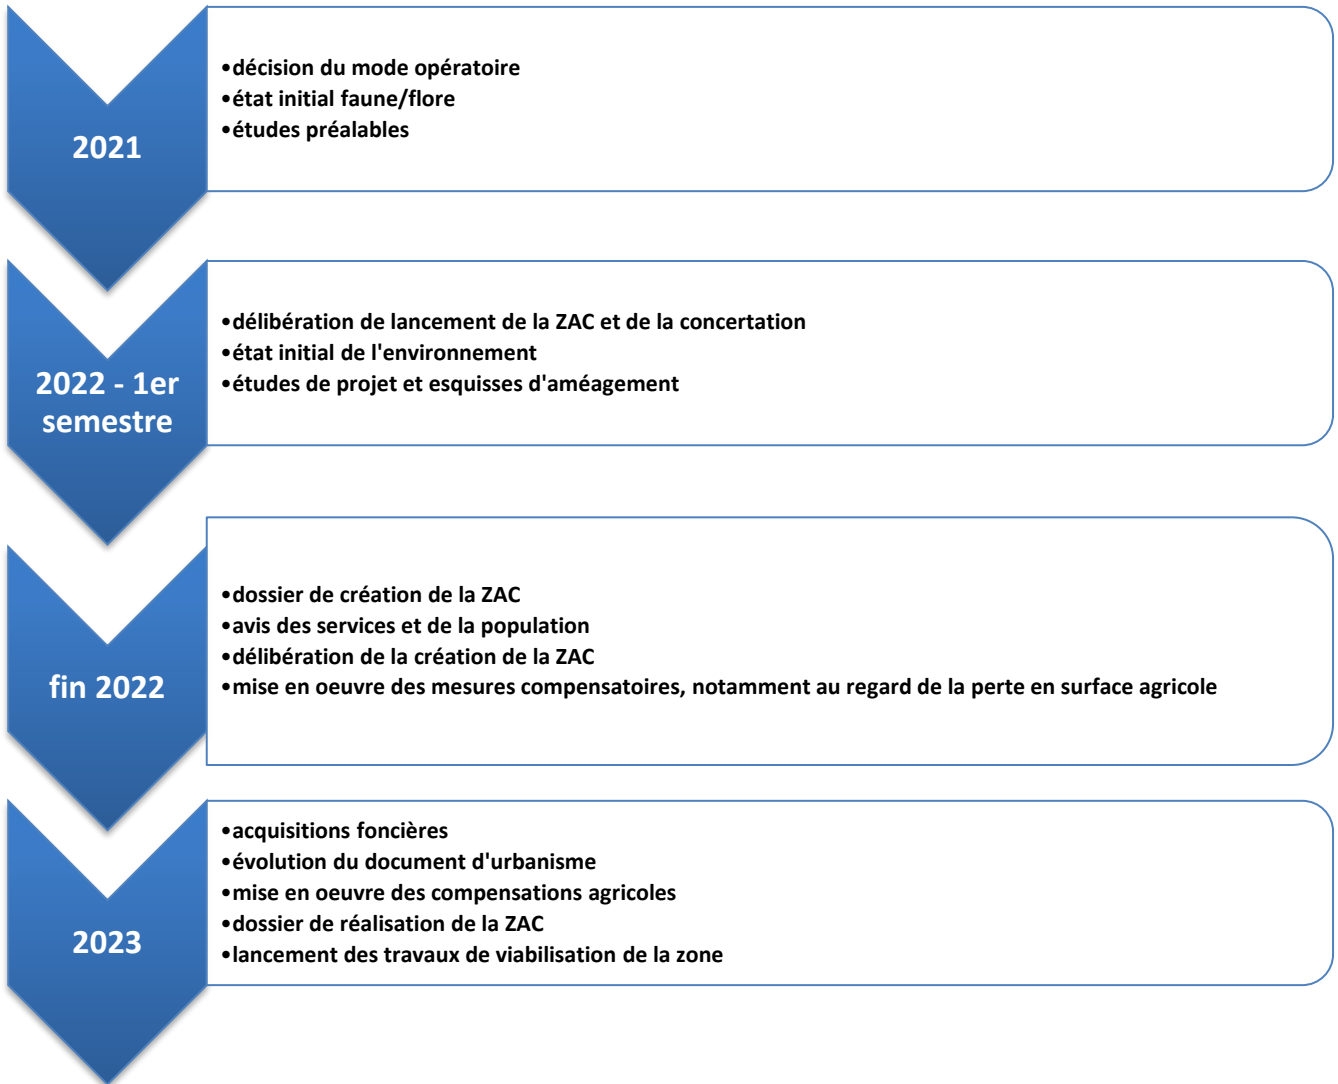 2021
•décision du mode opératoire
•état initial faune/flore
•études préalables
2022 - 1er
semestre
•délibération de lancement de la ZAC et de la concertation
•état initial de l'environnement
•études de projet et esquisses d'améagement
fin 2022
•dossier de création de la ZAC
•avis des services et de la population
•délibération de la création de la ZAC
•mise en oeuvre des mesures compensatoires, notamment au regard de la perte en surface agricole
2023
•acquisitions foncières
•évolution du document d'urbanisme
•mise en oeuvre des compensations agricoles
•dossier de réalisation de la ZAC
•lancement des travaux de viabilisation de la zone